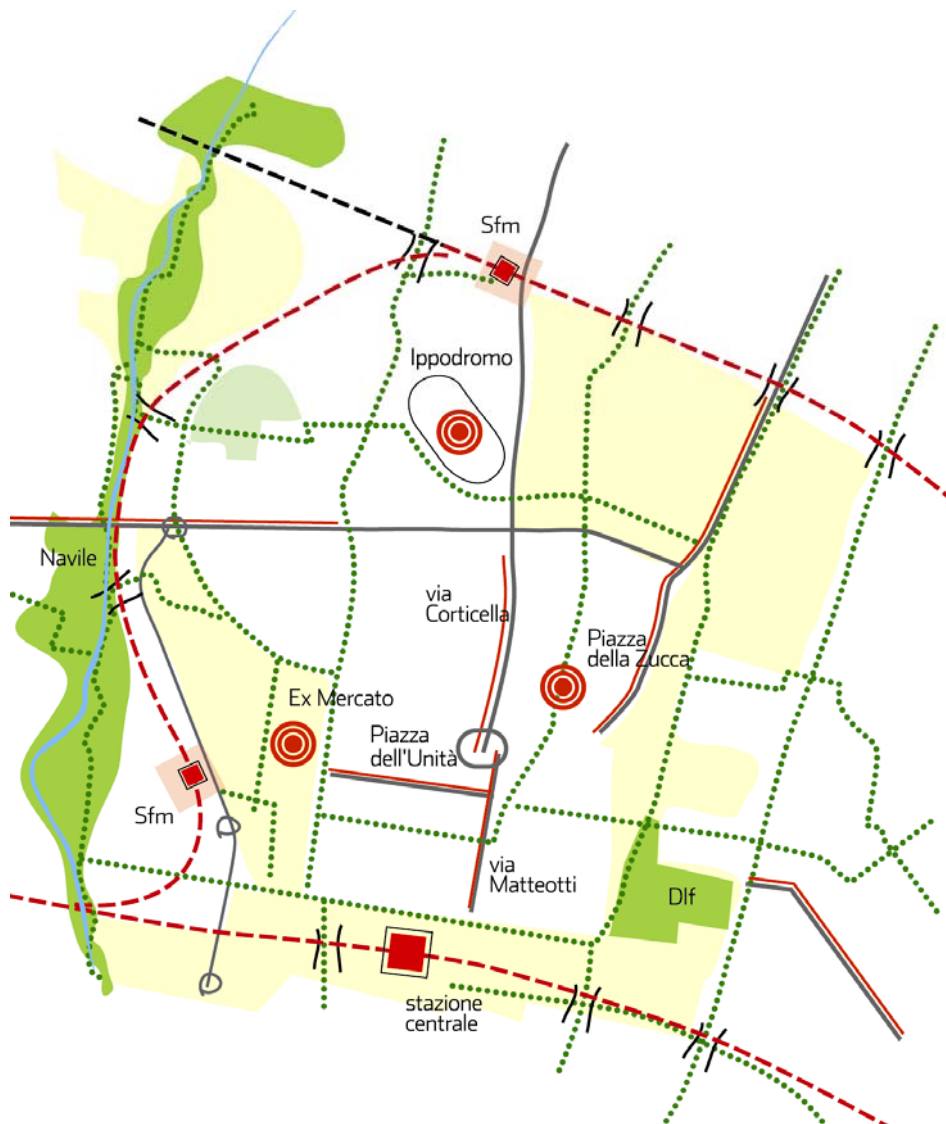 Sfm
Ippodromo
Navile
via
Corticella
Piazza
della Zucca
Ex Mercato
Piazza
dell'Unità
Sfm
via
Matteotti
Dlf
stazione
centrale